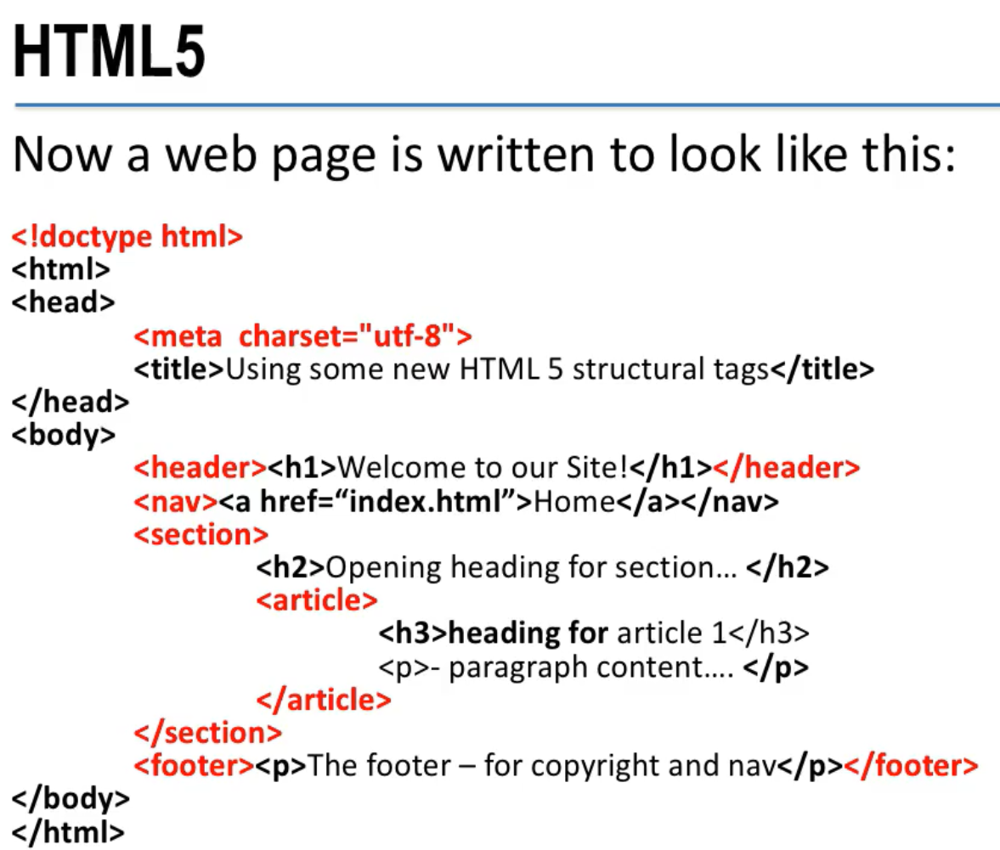 HTML5
Now a web page is written to look like this:
<!doctype html>
<html>
<head>
<meta  charset="utf-8">
<title>Using some new HTML 5 structural tags</title>
</head>
<body>
<header><h1>Welcome to our Site!</h1></header>
<nav><a href=“index.html”>Home</a></nav>
<section>
<h2>Opening heading for section... </h2>
<article>
<h3>heading for article 1</h3>
<p>- paragraph content.... </p>
</article>
</section>
<footer><p>The footer – for copyright and nav</p></footer>
</body>
</html>